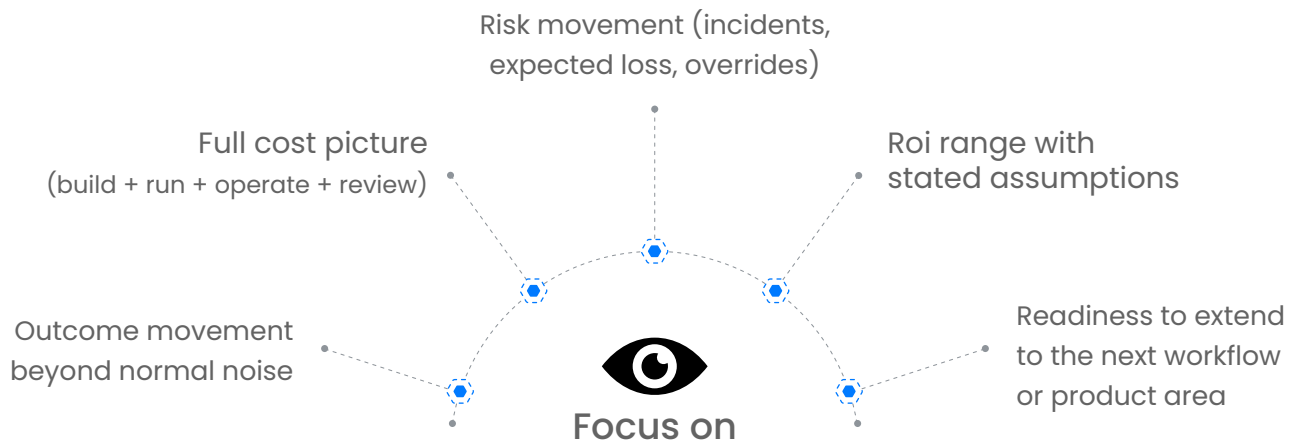 Risk movement (incidents,
expected loss, overrides)
Full cost picture
(build + run + operate + review)
Roi range with
stated assumptions
Outcome movement
beyond normal noise
Readiness to extend
to the next workflow
or product area
Focus on